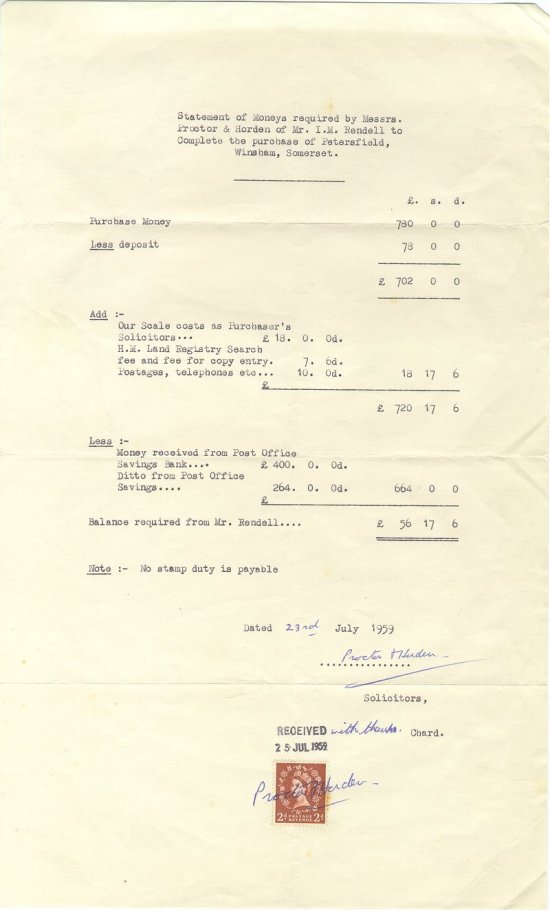 Statement of Moneys required by Messrs.
Proctor & Horden of Mr. I.M. Rendell to
Complete the purchase of Petersfield,
Winsham, Somerset.
£. s. d.
Purchase Money 780 0 0
Less deposit 78 0 0
£ 702 0 0
Add :-
Our Scale costs as Purchaser's
Solicitors... £ 18. 0. 0d.
H.M. Land Registry Search
fee and fee for copy entry. 7. 6d.
Postages, telephones etc... 10. 0d. 18 17 6
£
£ 720 17 6
Less :-
Money received from Post Office
Savings Bank.... £ 400. 0. 0d.
Ditto from Post Office
Savings.... 264. 0. 0d. 664 0 0
£
Balance required from Mr. Rendell.... £ 56 17 6
Note :- No stamp duty is payable
Dated 23rd July 1959
Proctor & Horden
................
Solicitors,
RECEIVED with thanks. Chard.
25 JUL 1959
Proctor & Horden
2d POSTAGE REVENUE 2d